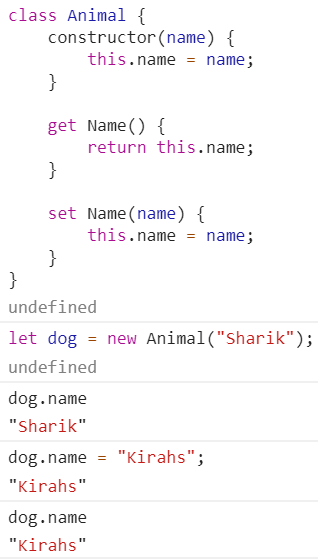 class Animal {
    constructor(name) {
        this.name = name;
    }

    get Name() {
        return this.name;
    }

    set Name(name) {
        this.name = name;
    }
}
undefined
let dog = new Animal("Sharik");
undefined
dog.name
"Sharik"
dog.name = "Kirahs";
"Kirahs"
dog.name
"Kirahs"